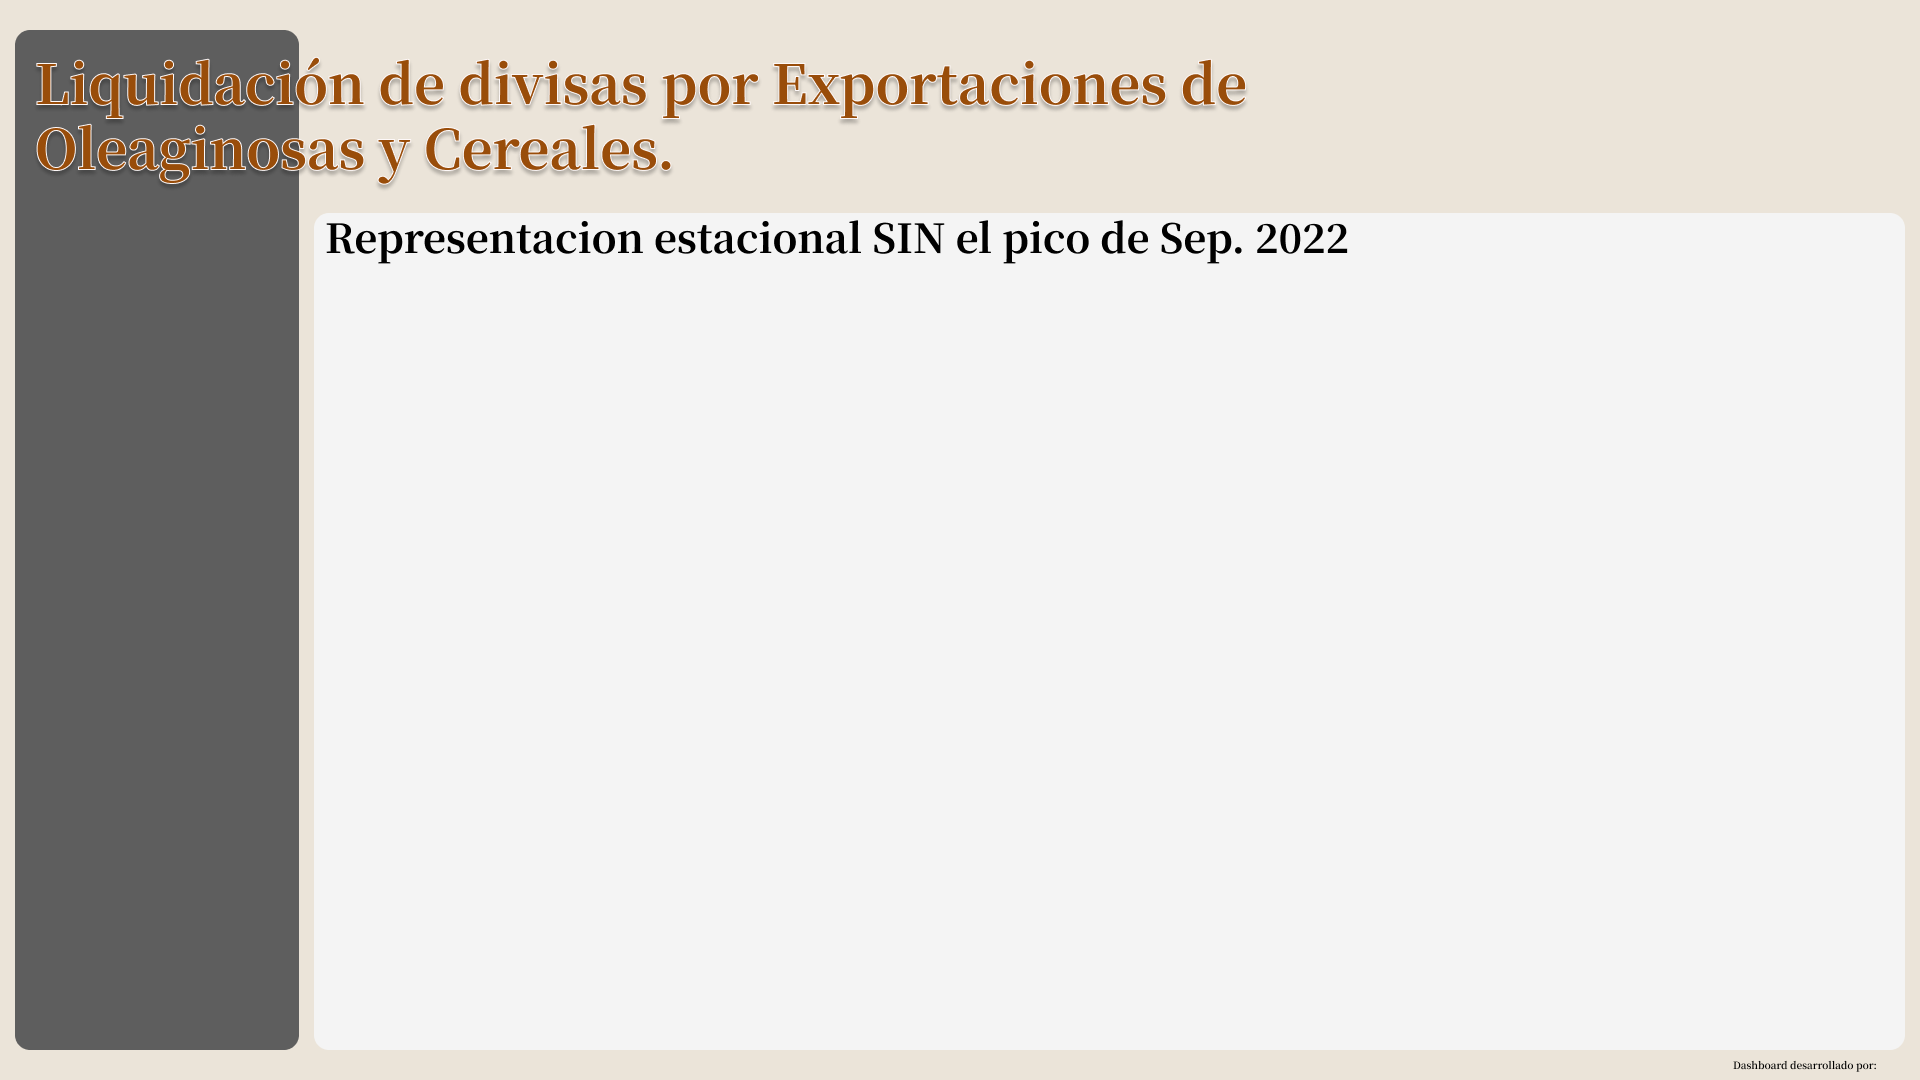 Liquidación de divisas por Exportaciones de
Oleaginosas y Cereales.
Representacion estacional SIN el pico de Sep. 2022
Dashboard desarrollado por: